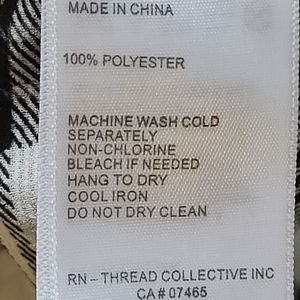 MADE IN CHINA
100% POLYESTER
MACHINE WASH COLD
SEPARATELY
NON-CHLORINE
BLEACH IF NEEDED
HANG TO DRY
COOL IRON
DO NOT DRY CLEAN
RN – THREAD COLLECTIVE INC
CA # 07465